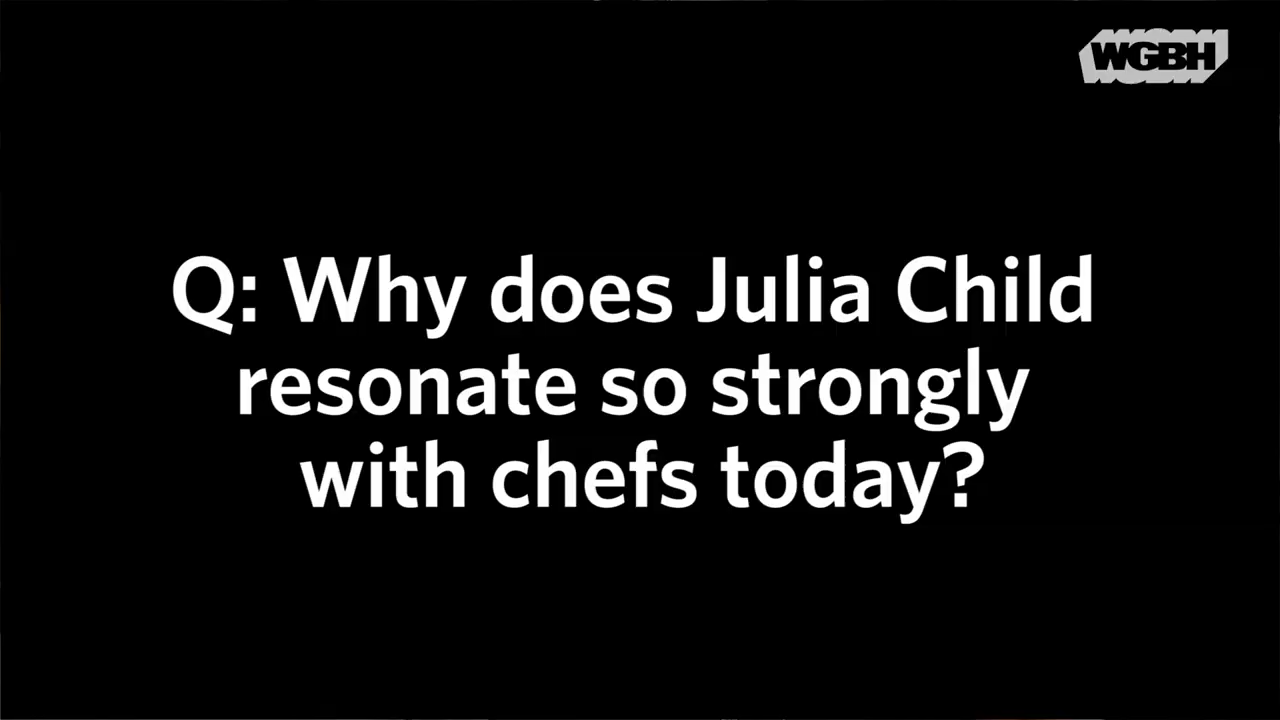 WGBH
Q: Why does Julia Child
resonate so strongly
with chefs today?